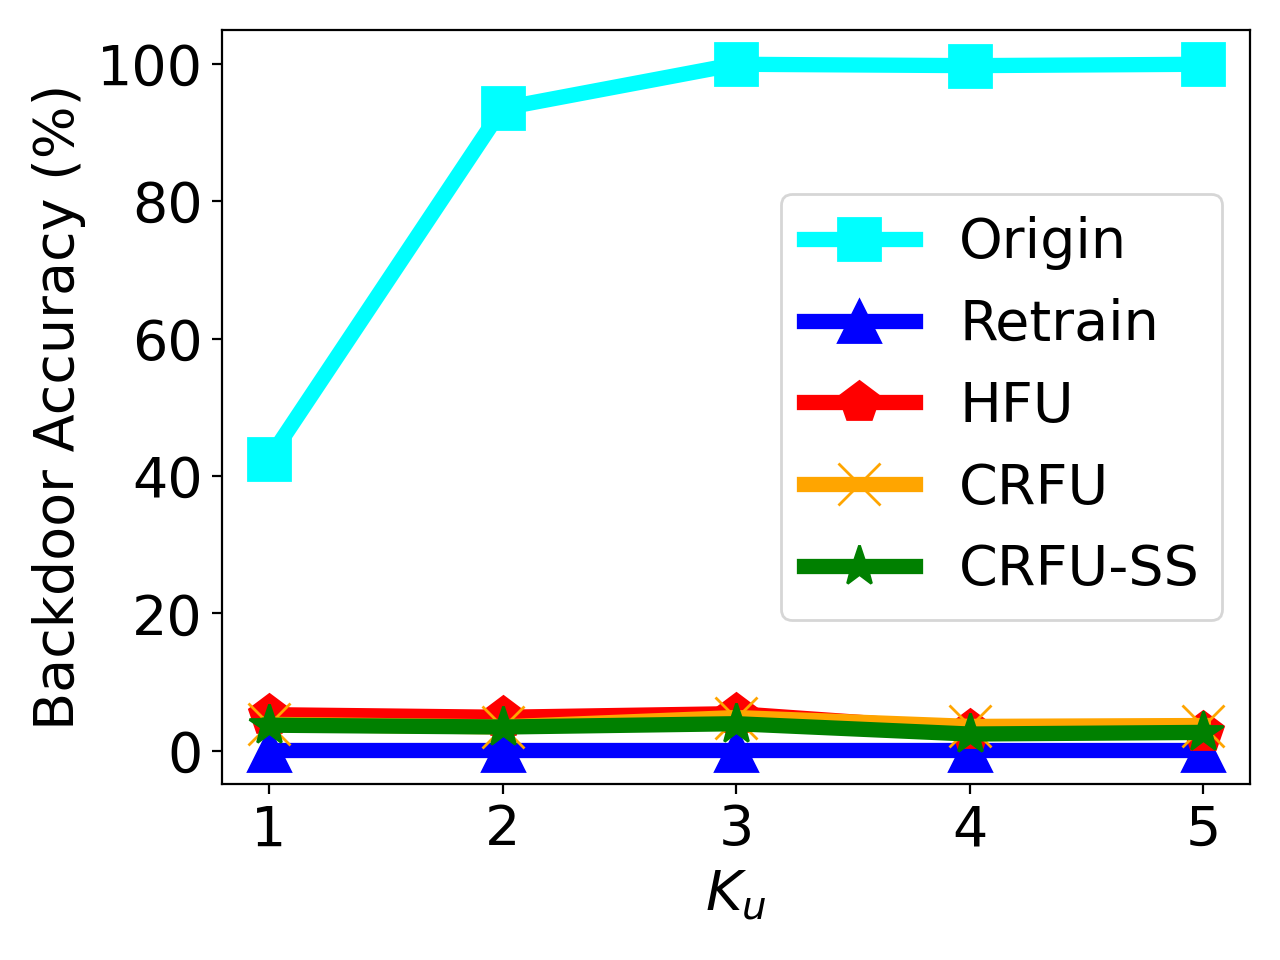 Backdoor Accuracy (%)
100
80
60
40
20
0
Origin
Retrain
HFU
CRFU
CRFU-SS
1 2 3 4 5
K_u